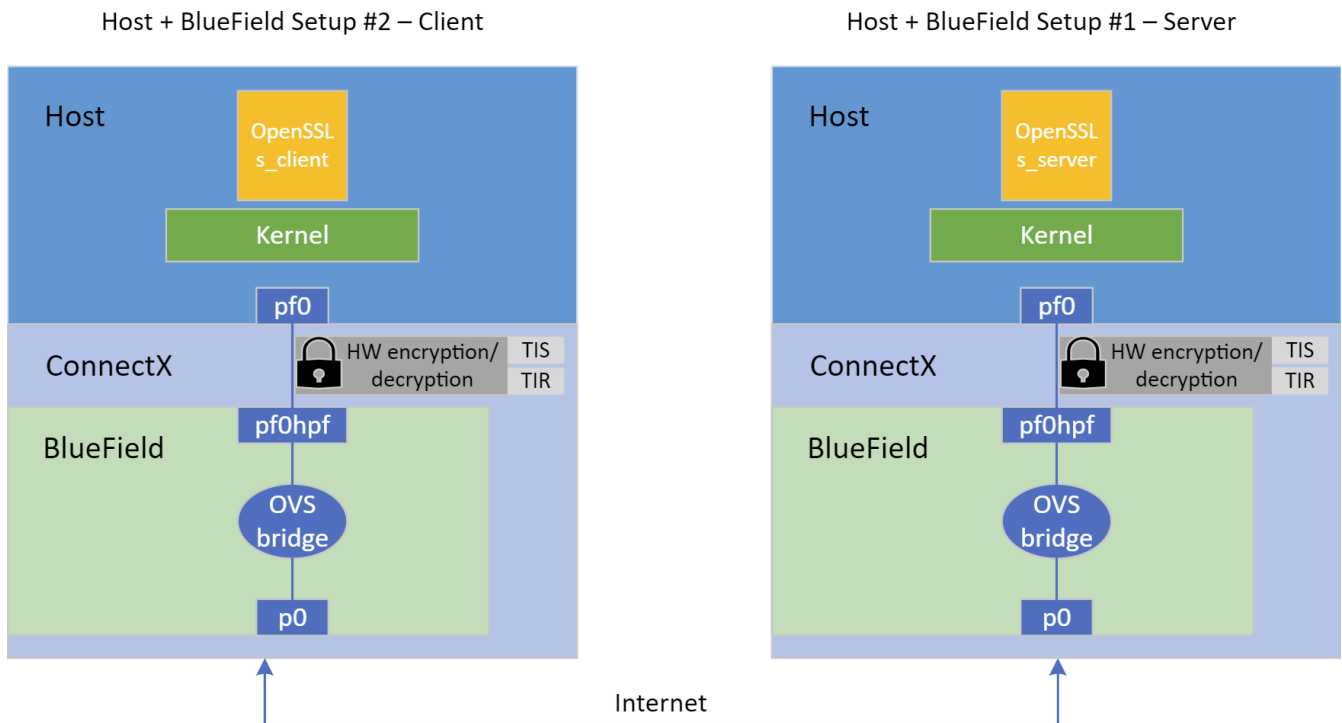 Host + BlueField Setup #2 – Client
Host
OpenSSL
s_client
Kernel
pf0
ConnectX
HW encryption/
decryption
TIS
TIR
pf0hpf
BlueField
OVS
bridge
p0
Host + BlueField Setup #1 – Server
Host
OpenSSL
s_server
Kernel
pf0
ConnectX
HW encryption/
decryption
TIS
TIR
pf0hpf
BlueField
OVS
bridge
p0
Internet